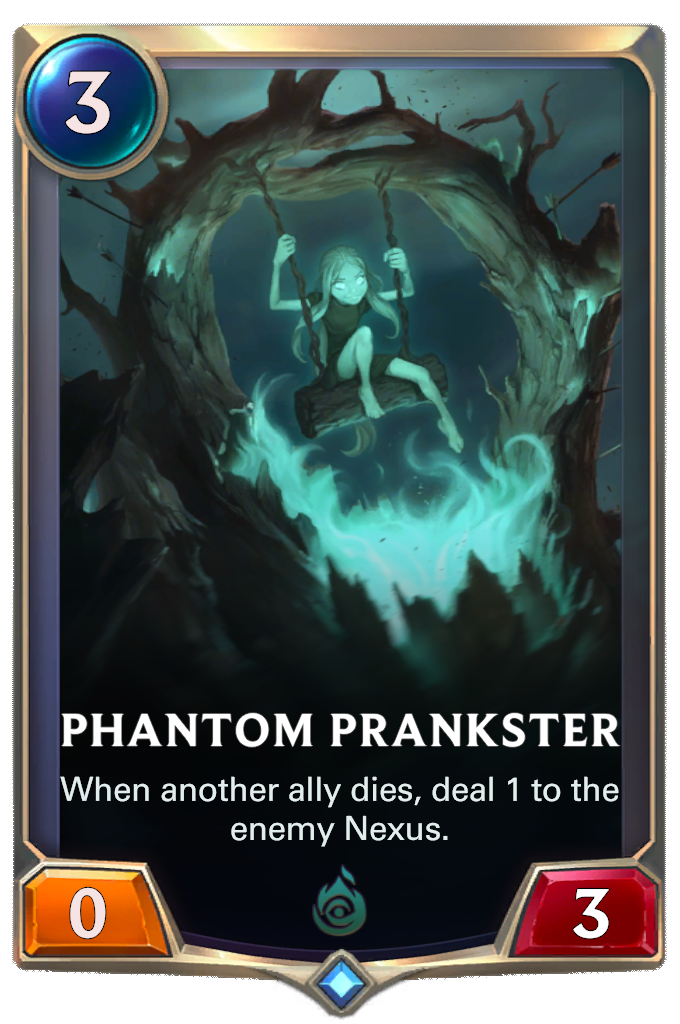 3
PHANTOM PRANKSTER
When another ally dies, deal 1 to the
enemy Nexus.
0
3